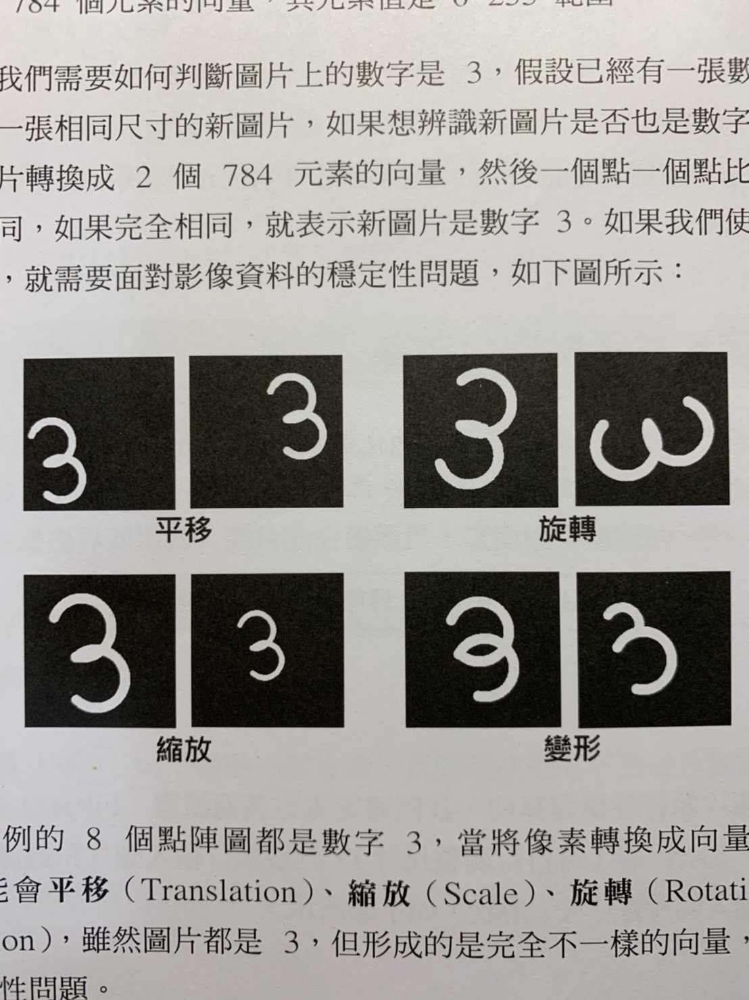 784 個元素的向量，其元素值是 0-255 範圍
我們需要如何判斷圖片上的數字是 3，假設已經有一張數
一張相同尺寸的新圖片，如果想辨識新圖片是否也是數字
片轉換成 2 個 784 元素的向量，然後一個點一個點比
同，如果完全相同，就表示新圖片是數字 3。如果我們使
，就需要面對影像資料的穩定性問題，如下圖所示：
3 3 3 3
平移 旋轉
3 3 3 3
縮放 變形
例的 8 個點陣圖都是數字 3，當將像素轉換成向量
能會平移（Translation）、縮放（Scale）、旋轉（Rotati
on），雖然圖片都是 3，但形成的是完全不一樣的向量，
性問題。